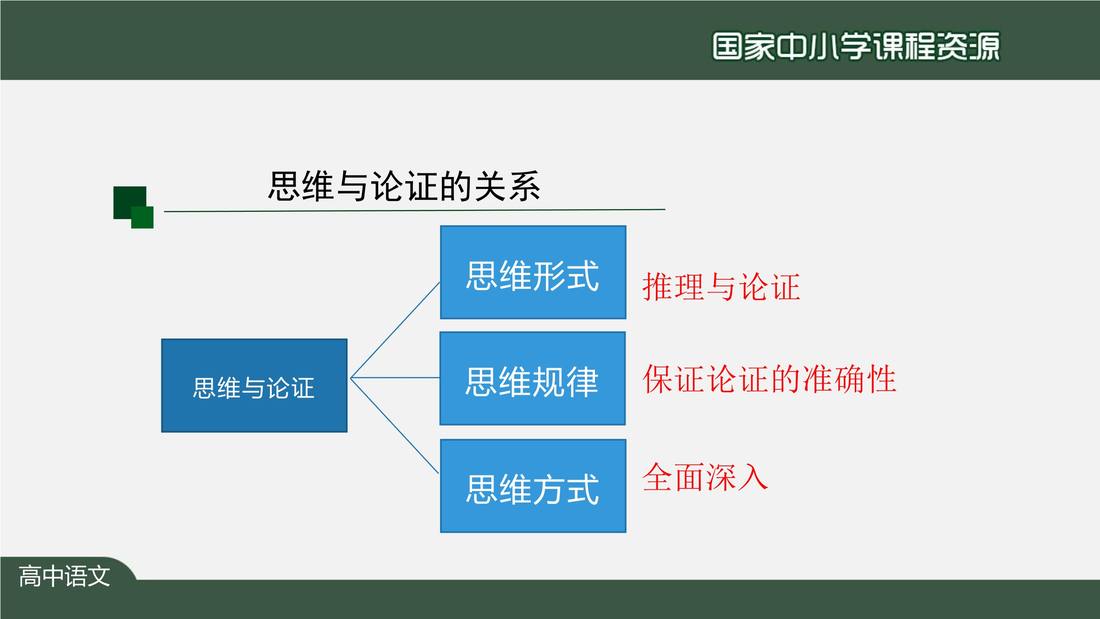 国家中小学课程资源
思维与论证的关系
思维形式
推理与论证
思维与论证
思维规律
保证论证的准确性
思维方式
全面深入
高中语文